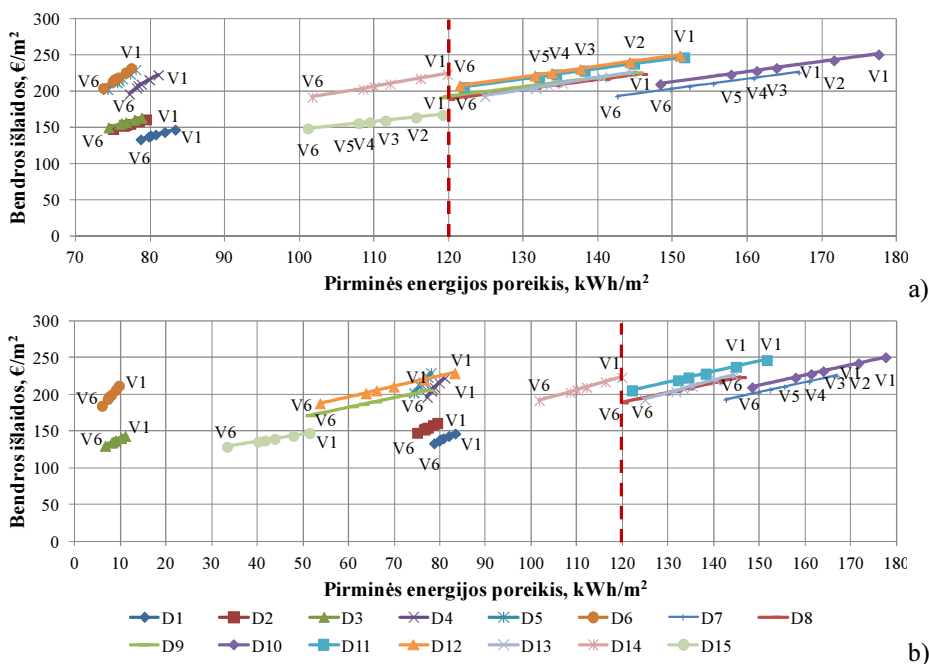 300
250
200
150
100
50
0
Bendros išlaidos, €/m²
V1
V6
V6
V1
V6
V1
V6
V1
V6
V1
V6
V5
V4
V3
V2
V1
V6
V5
V4
V3
V2
V1
V6
V1
V6
V1
V5
V4
V3
V2
V6
V1
70 80 90 100 110 120 130 140 150 160 170 180
Pirminės energijos poreikis, kWh/m²
a)
300
250
200
150
100
50
0
Bendros išlaidos, €/m²
V6
V1
V6
V1
V6
V1
V6
V1
V1
V6
V1
V6
V1
V6
V1
V6
V1
V1
V6
V6
V5
V4
V3
V1
V2
V1
0 10 20 30 40 50 60 70 80 90 100 110 120 130 140 150 160 170 180
Pirminės energijos poreikis, kWh/m²
D1 D2 D3 D4 D5 D6 D7 D8
D9 D10 D11 D12 D13 D14 D15
b)